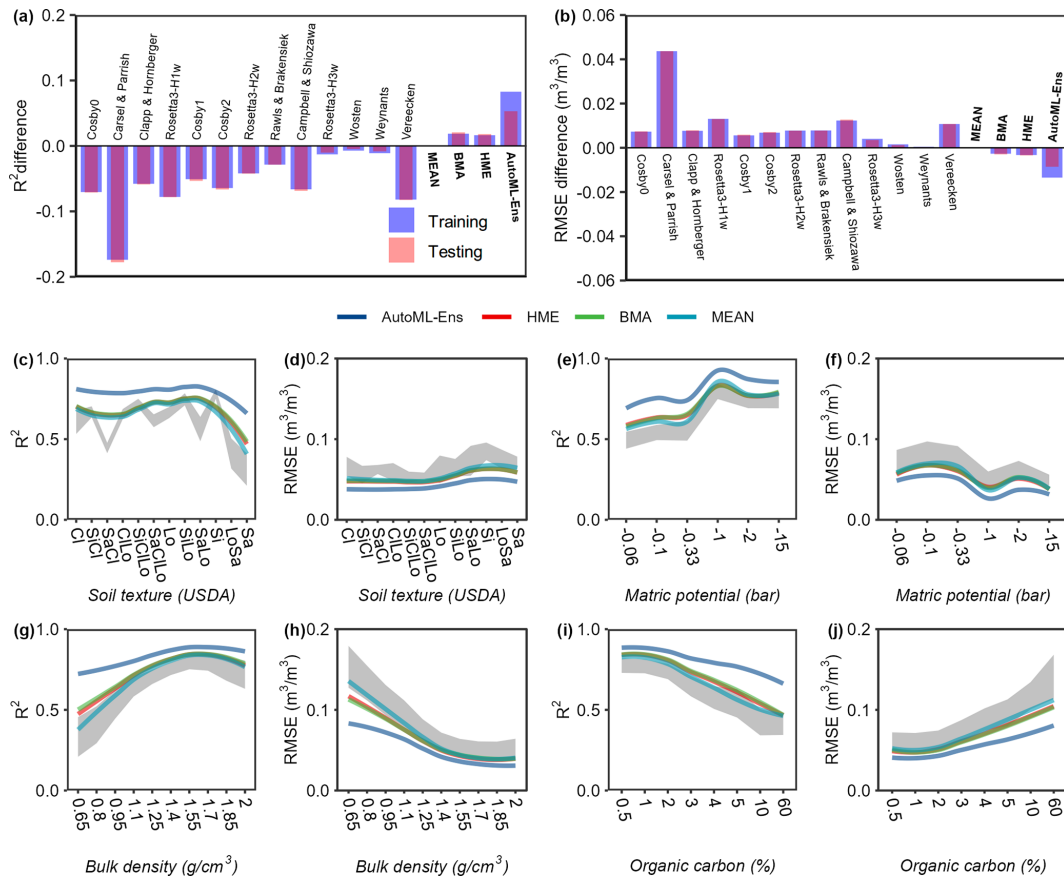 (a)
R² difference
0.2
0.1
0.0
-0.1
-0.2
Cosby0
Carsel & Parrish
Clapp & Hornberger
Rosetta3-H1w
Cosby1
Cosby2
Rosetta3-H2w
Rawls & Brakensiek
Campbell & Shiozawa
Rosetta3-H3w
Wosten
Weynants
Vereecken
MEAN
BMA
HME
AutoML-Ens
Training
Testing
(b)
RMSE difference (m³/m³)
0.06
0.04
0.02
0.00
-0.02
-0.04
-0.06
Cosby0
Carsel & Parrish
Clapp & Hornberger
Rosetta3-H1w
Cosby1
Cosby2
Rosetta3-H2w
Rawls & Brakensiek
Campbell & Shiozawa
Rosetta3-H3w
Wosten
Weynants
Vereecken
MEAN
BMA
HME
AutoML-Ens
AutoML-Ens HME BMA MEAN
(c)
R²
1.0
0.5
0.0
Cl
SiCl
SaCl
ClLo
SiClLo
SaClLo
Lo
SiLo
SaLo
Si
LoSa
Sa
Soil texture (USDA)
(d)
RMSE (m³/m³)
0.2
0.1
0.0
Cl
SiCl
SaCl
ClLo
SiClLo
SaClLo
Lo
SiLo
SaLo
Si
LoSa
Sa
Soil texture (USDA)
(e)
R²
1.0
0.5
0.0
-0.06
-0.1
-0.33
-1
-2
-15
Matric potential (bar)
(f)
RMSE (m³/m³)
0.2
0.1
0.0
-0.06
-0.1
-0.33
-1
-2
-15
Matric potential (bar)
(g)
R²
1.0
0.5
0.0
0.65
0.8
0.95
1.1
1.25
1.4
1.55
1.7
1.85
2
Bulk density (g/cm³)
(h)
RMSE (m³/m³)
0.2
0.1
0.0
0.65
0.8
0.95
1.1
1.25
1.4
1.55
1.7
1.85
2
Bulk density (g/cm³)
(i)
R²
1.0
0.5
0.0
0.5
1
2
3
4
5
10
60
Organic carbon (%)
(j)
RMSE (m³/m³)
0.2
0.1
0.0
0.5
1
2
3
4
5
10
60
Organic carbon (%)